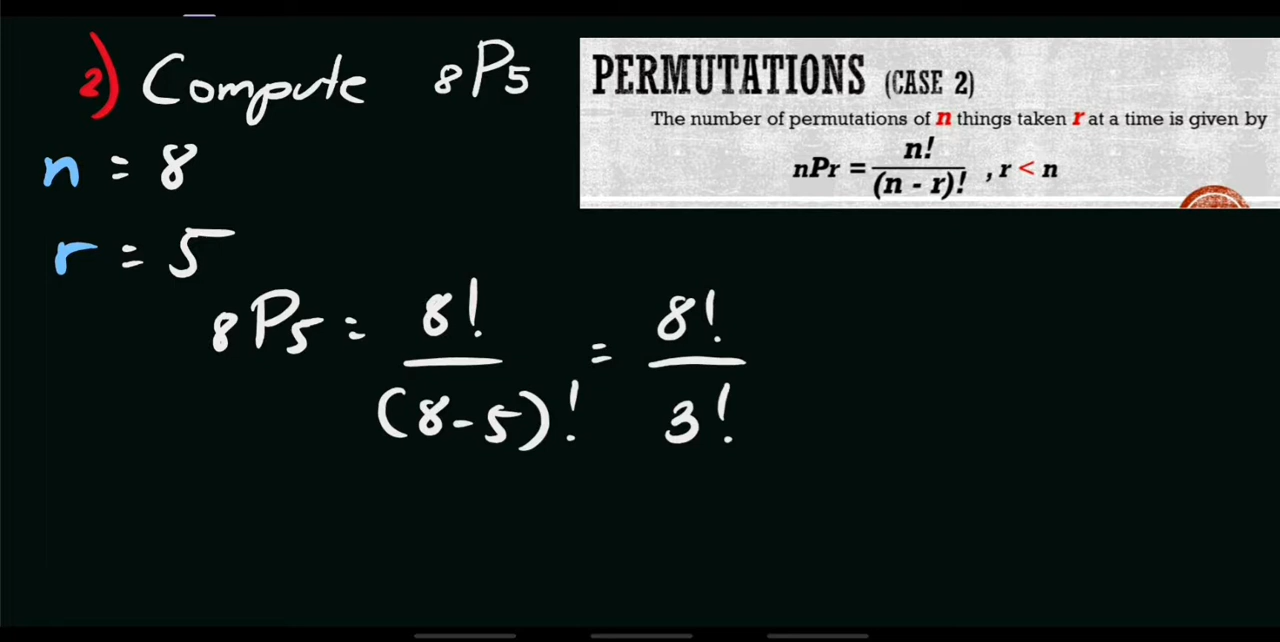 2) Compute 8P5
PERMUTATIONS (CASE 2)
The number of permutations of n things taken r at a time is given by
nPr = n! / (n - r)! , r < n
n = 8
r = 5
8P5 = 8! / (8-5)! = 8! / 3!